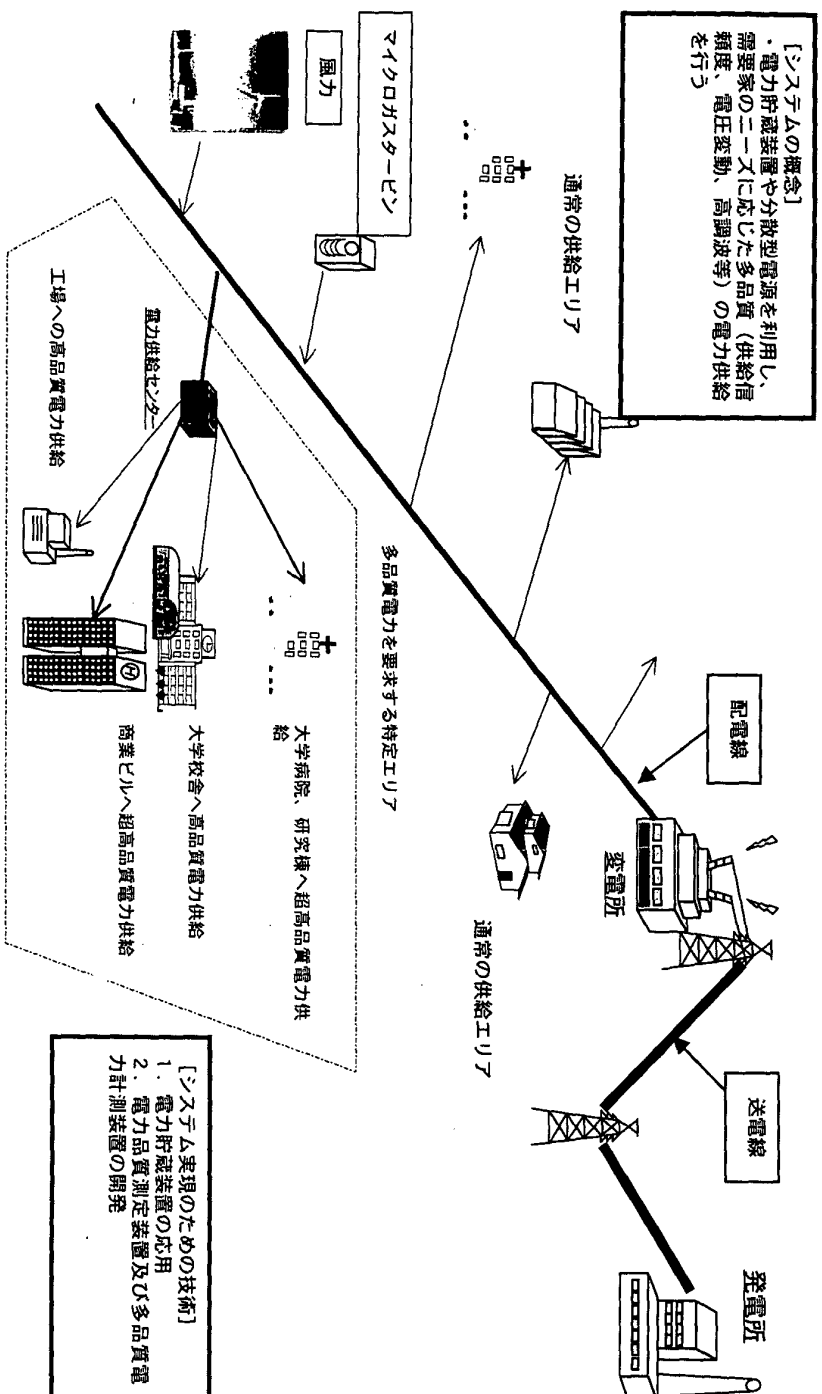 [システムの概念]
・電力貯蔵装置や分散型電源を利用し、
需要家のニーズに応じた多品質（供給信
頼度、電圧変動、高調波等）の電力供給
を行う
発電所
送電線
変電所
配電線
通常の供給エリア
通常の供給エリア
マイクロガスタービン
風力
多品質電力を要求する特定エリア
電力供給センター
大学病院、研究棟へ超高品質電力供
給
大学校舎へ高品質電力供給
商業ビルへ超高品質電力供給
工場への高品質電力供給
[システム実現のための技術]
1．電力貯蔵装置の応用
2．電力品質測定装置及び多品質電
力計測装置の開発